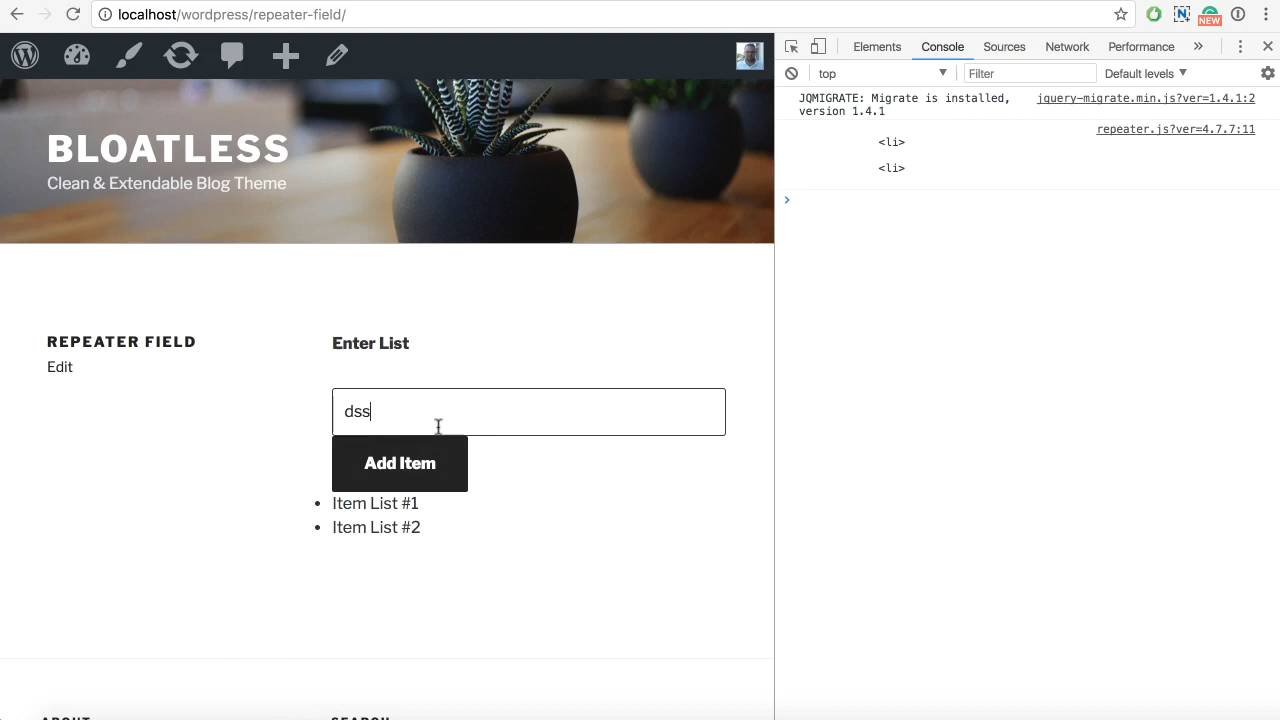 localhost/wordpress/repeater-field/
NEW
BLOATLESS
Clean & Extendable Blog Theme
REPEATER FIELD
Edit
Enter List
dss
Add Item
Item List #1
Item List #2
ABOUT
SEARCH
Elements Console Sources Network Performance »
top Filter Default levels
JQMIGRATE: Migrate is installed, jquery-migrate.min.js?ver=1.4.1:2
version 1.4.1
repeater.js?ver=4.7.7:11
<li>
<li>